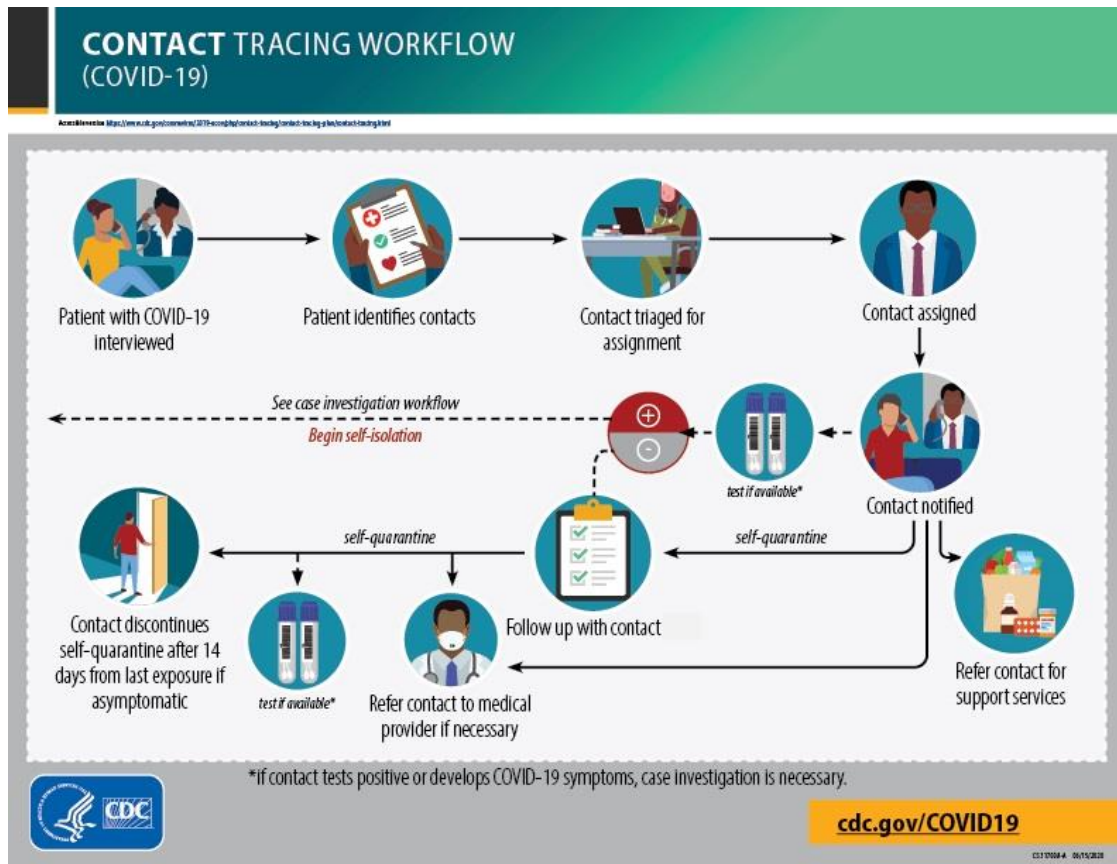 CONTACT TRACING WORKFLOW
(COVID-19)
Patient with COVID-19
interviewed
Patient identifies contacts
Contact triaged for
assignment
Contact assigned
See case investigation workflow
Begin self-isolation
+
-
test if available*
Contact notified
self-quarantine
self-quarantine
Contact discontinues
self-quarantine after 14
days from last exposure if
asymptomatic
test if available*
Refer contact to medical
provider if necessary
Follow up with contact
Refer contact for
support services
*if contact tests positive or develops COVID-19 symptoms, case investigation is necessary.
CDC
cdc.gov/COVID19